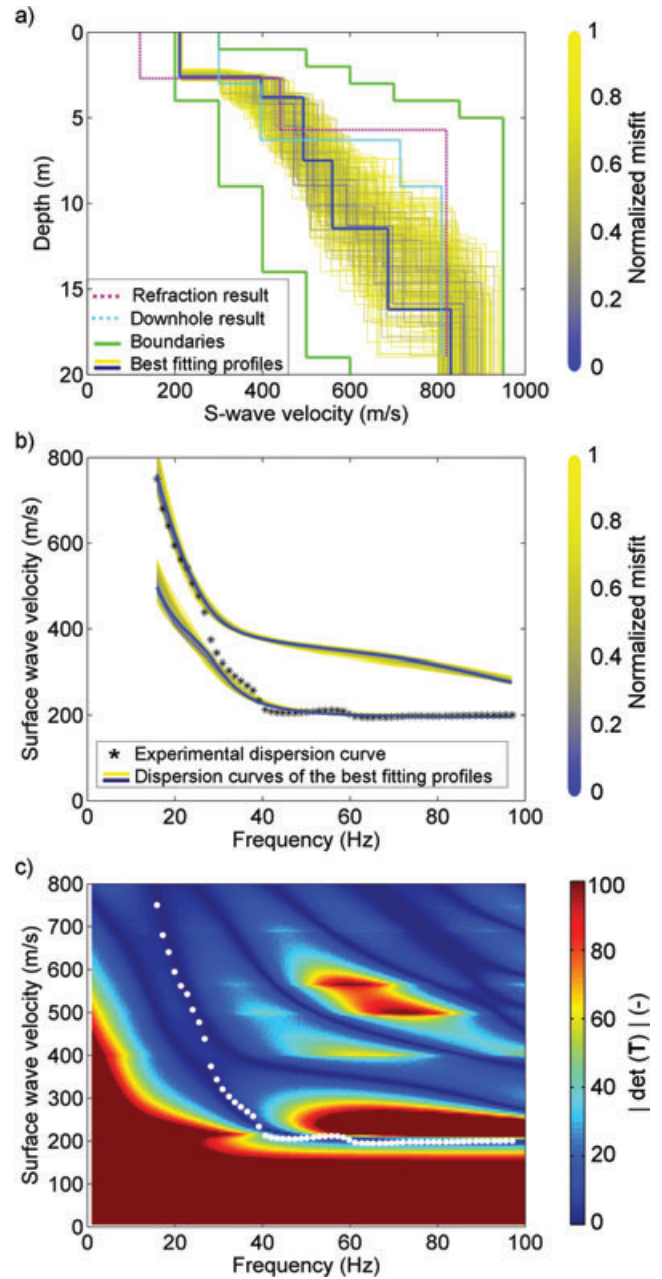 a)
0
5
10
15
20
Depth (m)
Refraction result
Downhole result
Boundaries
Best fitting profiles
0 200 400 600 800 1000
S-wave velocity (m/s)
1
0.8
0.6
0.4
0.2
0
Normalized misfit
b)
800
600
400
200
0
Surface wave velocity (m/s)
* Experimental dispersion curve
Dispersion curves of the best fitting profiles
0 20 40 60 80 100
Frequency (Hz)
1
0.8
0.6
0.4
0.2
0
Normalized misfit
c)
800
700
600
500
400
300
200
100
0
Surface wave velocity (m/s)
0 20 40 60 80 100
Frequency (Hz)
100
80
60
40
20
0
| det (T) | (-)